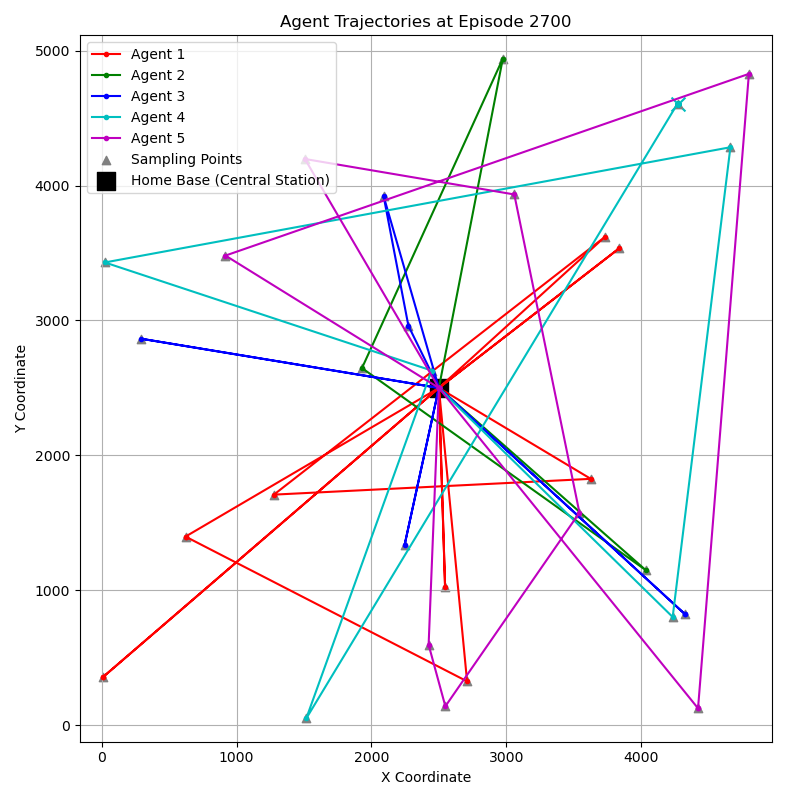 Agent Trajectories at Episode 2700
Agent 1
Agent 2
Agent 3
Agent 4
Agent 5
Sampling Points
Home Base (Central Station)
Y Coordinate
5000
4000
3000
2000
1000
0
0 1000 2000 3000 4000
X Coordinate